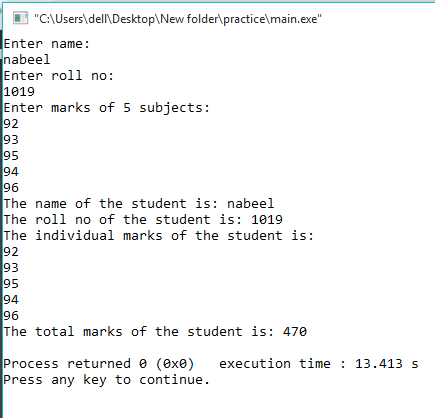 "C:\Users\dell\Desktop\New folder\practice\main.exe"
Enter name:
nabeel
Enter roll no:
1019
Enter marks of 5 subjects:
92
93
95
94
96
The name of the student is: nabeel
The roll no of the student is: 1019
The individual marks of the student is:
92
93
95
94
96
The total marks of the student is: 470
Process returned 0 (0x0)   execution time : 13.413 s
Press any key to continue.